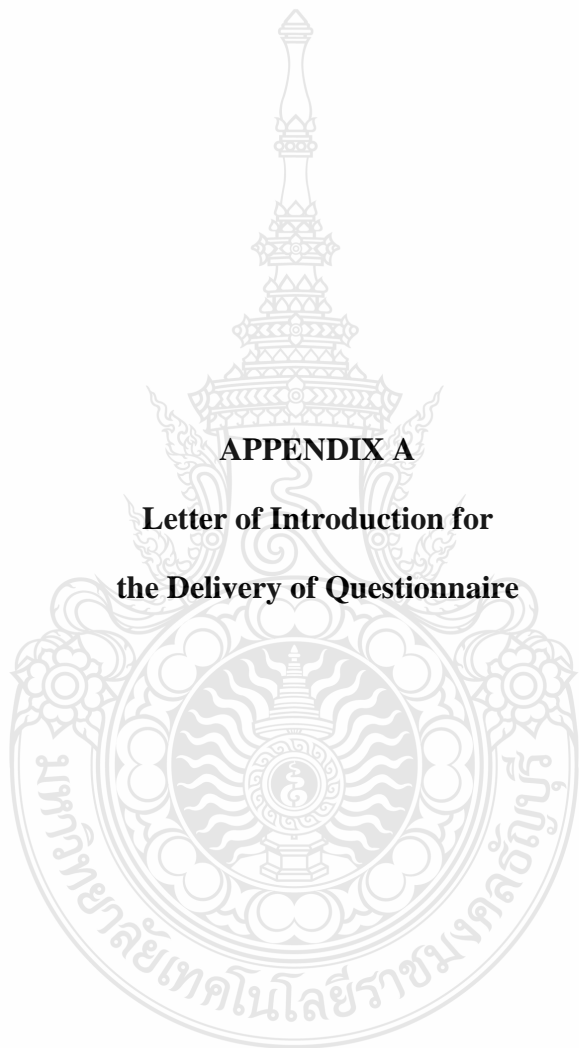 APPENDIX A
Letter of Introduction for
the Delivery of Questionnaire
มหาวิทยาลัยเทคโนโลยีราชมงคลธัญบุรี